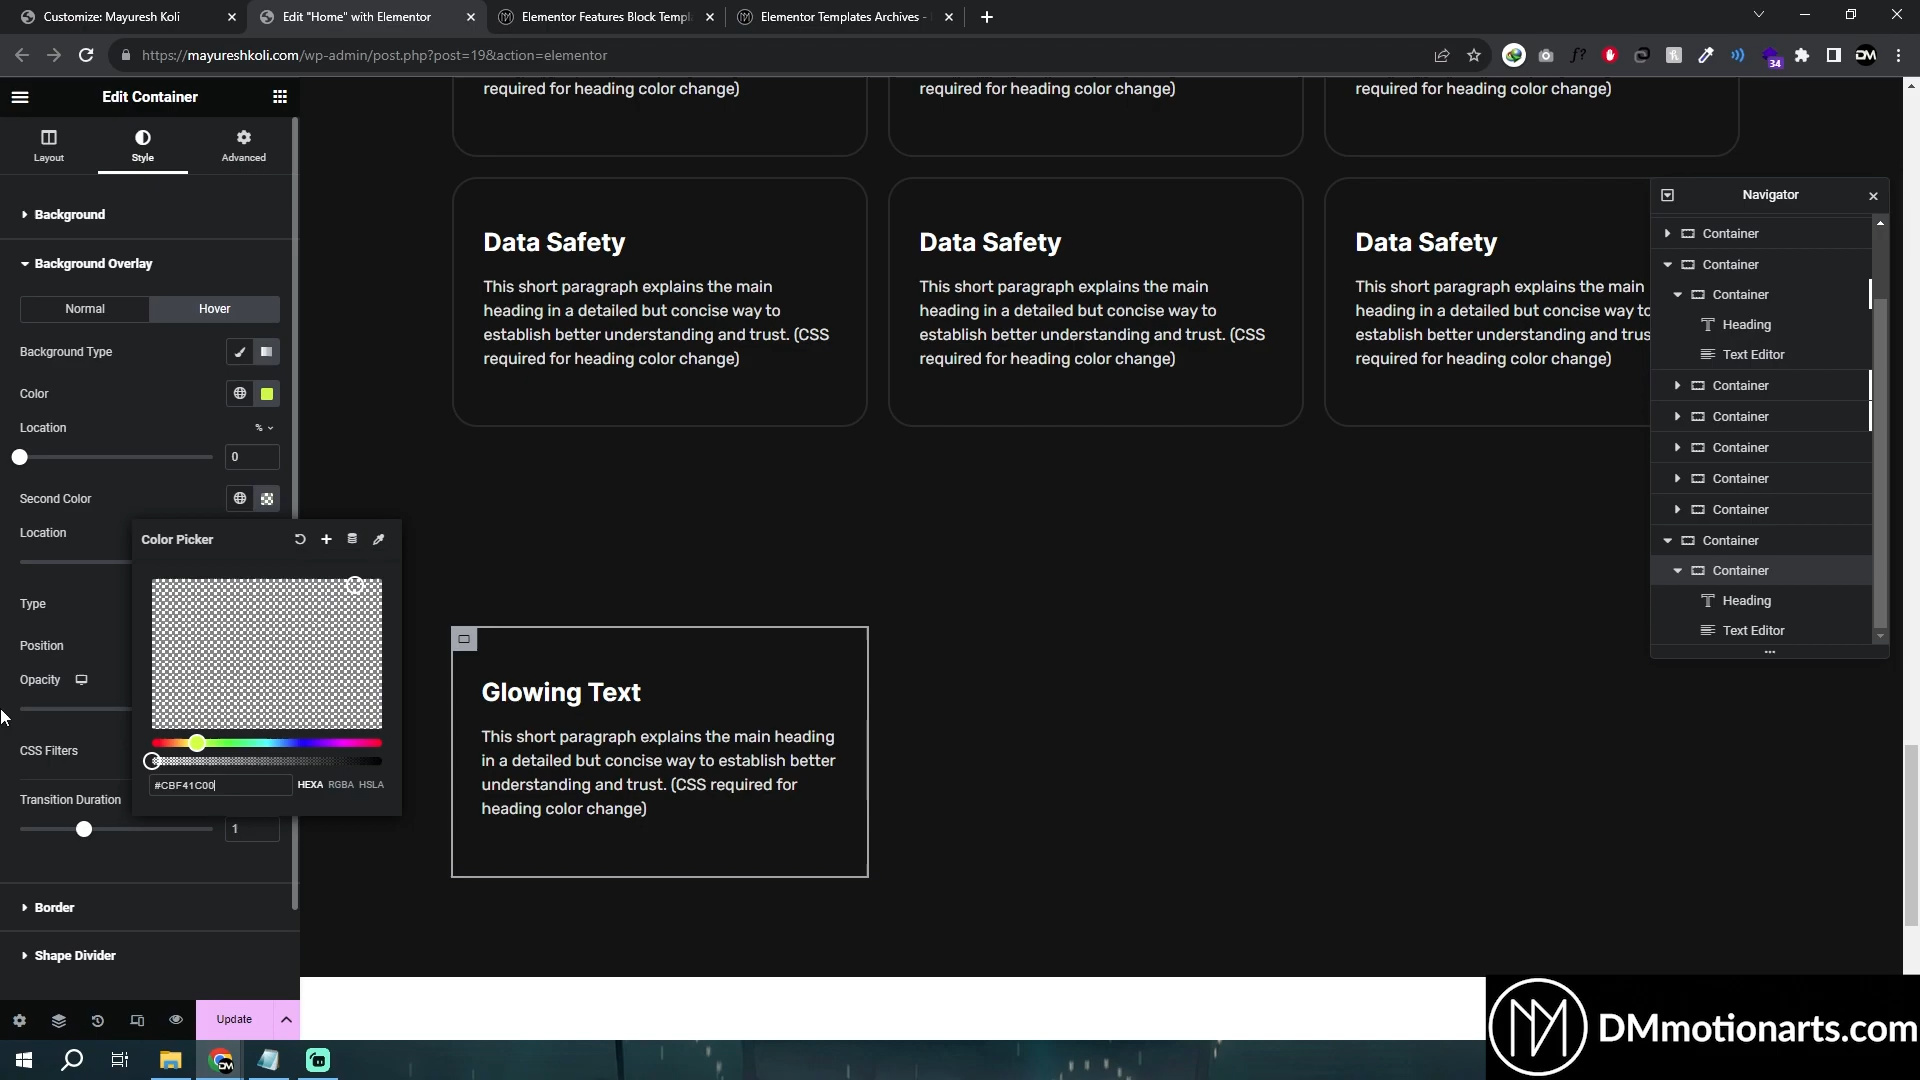 Customize: Mayuresh Koli
Edit "Home" with Elementor
Elementor Features Block Templ
Elementor Templates Archives -
https://mayureshkoli.com/wp-admin/post.php?post=19&action=elementor
34
DM
Edit Container
Layout
Style
Advanced
Background
Background Overlay
Normal
Hover
Background Type
Color
Location
%
0
Second Color
Location
Type
Position
Opacity
CSS Filters
Transition Duration
1
Border
Shape Divider
Update
Color Picker
#CBF41C00
HEXA
RGBA
HSLA
required for heading color change)
required for heading color change)
required for heading color change)
Data Safety
This short paragraph explains the main
heading in a detailed but concise way to
establish better understanding and trust. (CSS
required for heading color change)
Data Safety
This short paragraph explains the main
heading in a detailed but concise way to
establish better understanding and trust. (CSS
required for heading color change)
Data Safety
This short paragraph explains the main
heading in a detailed but concise way to
establish better understanding and trus
required for heading color change)
Glowing Text
This short paragraph explains the main heading
in a detailed but concise way to establish better
understanding and trust. (CSS required for
heading color change)
Navigator
Container
Container
Container
Heading
Text Editor
Container
Container
Container
Container
Container
Container
Container
Heading
Text Editor
DMmotionarts.com